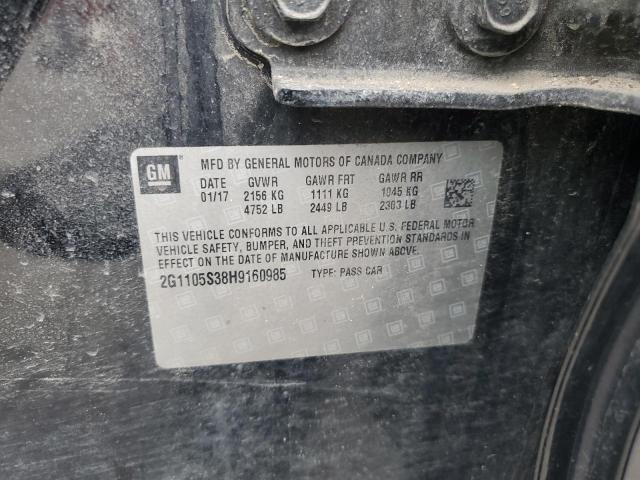 GM
MFD BY GENERAL MOTORS OF CANADA COMPANY
DATE GVWR GAWR FRT GAWR RR
01/17 2156 KG 1111 KG 1045 KG
4752 LB 2449 LB 2303 LB
THIS VEHICLE CONFORMS TO ALL APPLICABLE U.S. FEDERAL MOTOR
VEHICLE SAFETY, BUMPER, AND THEFT PREVENTION STANDARDS IN
EFFECT ON THE DATE OF MANUFACTURE SHOWN ABOVE.
2G1105S38H9160985 TYPE: PASS CAR